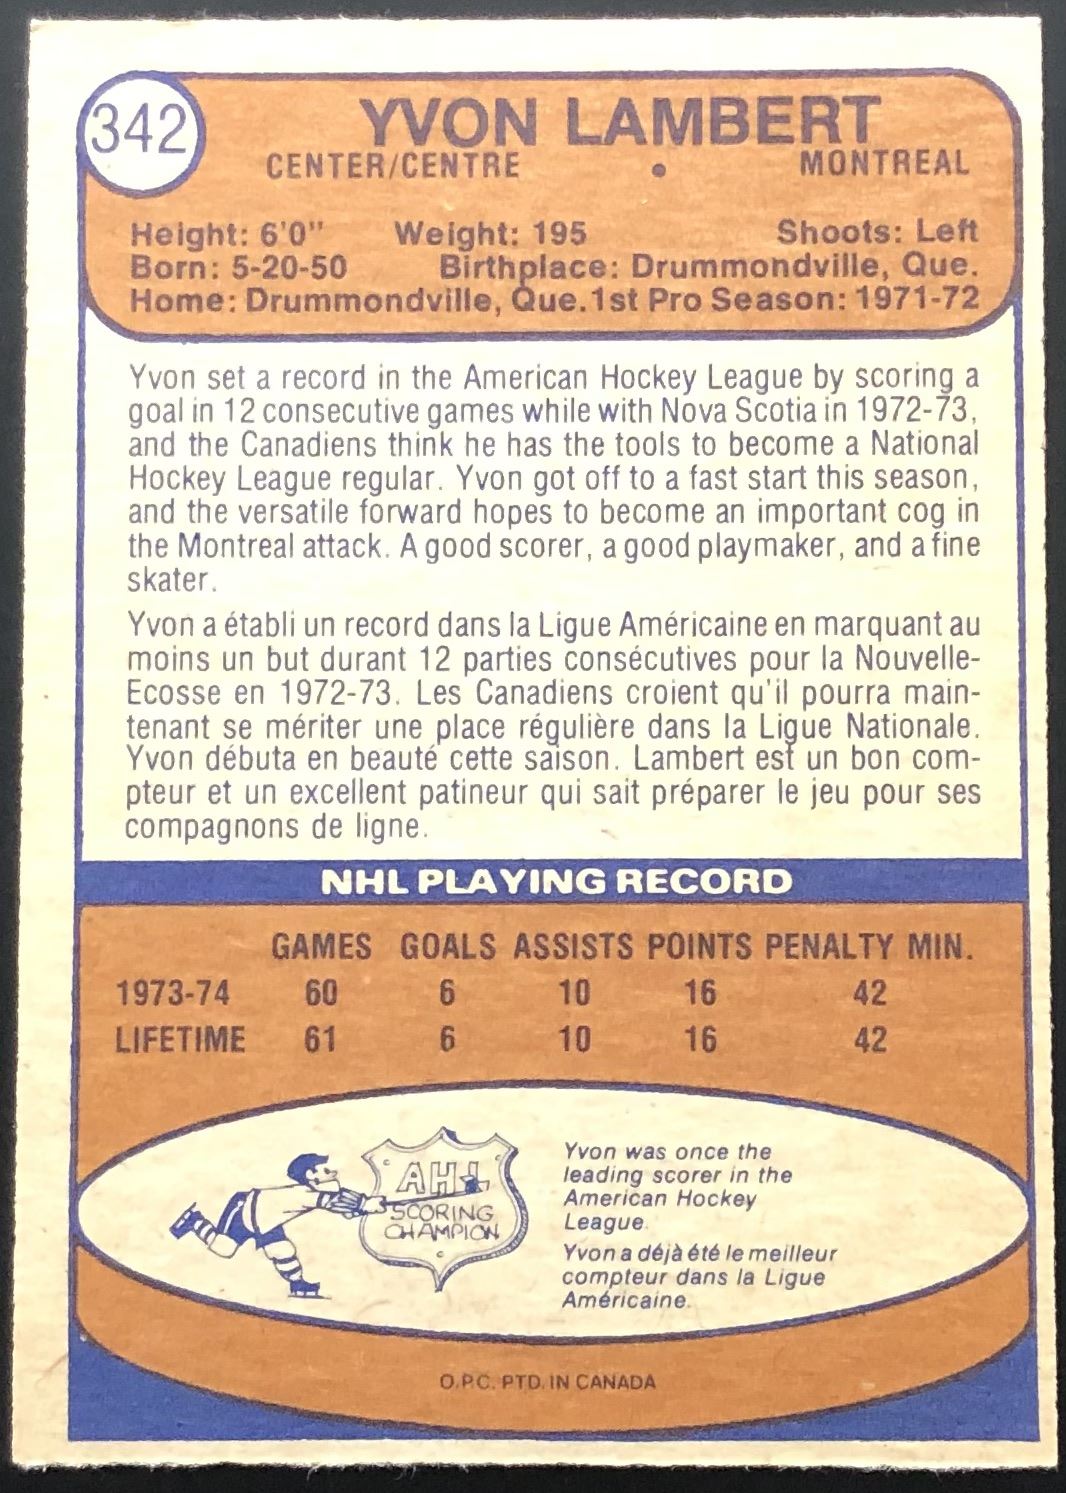 342
YVON LAMBERT
CENTER/CENTRE • MONTREAL
Height: 6'0" Weight: 195 Shoots: Left
Born: 5-20-50 Birthplace: Drummondville, Que.
Home: Drummondville, Que. 1st Pro Season: 1971-72
Yvon set a record in the American Hockey League by scoring a
goal in 12 consecutive games while with Nova Scotia in 1972-73,
and the Canadiens think he has the tools to become a National
Hockey League regular. Yvon got off to a fast start this season,
and the versatile forward hopes to become an important cog in
the Montreal attack. A good scorer, a good playmaker, and a fine
skater.
Yvon a établi un record dans la Ligue Américaine en marquant au
moins un but durant 12 parties consécutives pour la Nouvelle-
Ecosse en 1972-73. Les Canadiens croient qu'il pourra main-
tenant se mériter une place régulière dans la Ligue Nationale.
Yvon débuta en beauté cette saison. Lambert est un bon com-
pteur et un excellent patineur qui sait préparer le jeu pour ses
compagnons de ligne.
NHL PLAYING RECORD
GAMES GOALS ASSISTS POINTS PENALTY MIN.
1973-74 60 6 10 16 42
LIFETIME 61 6 10 16 42
AHL
SCORING
CHAMPION
Yvon was once the
leading scorer in the
American Hockey
League.
Yvon a déjà été le meilleur
compteur dans la Ligue
Américaine.
O.P.C. PTD. IN CANADA